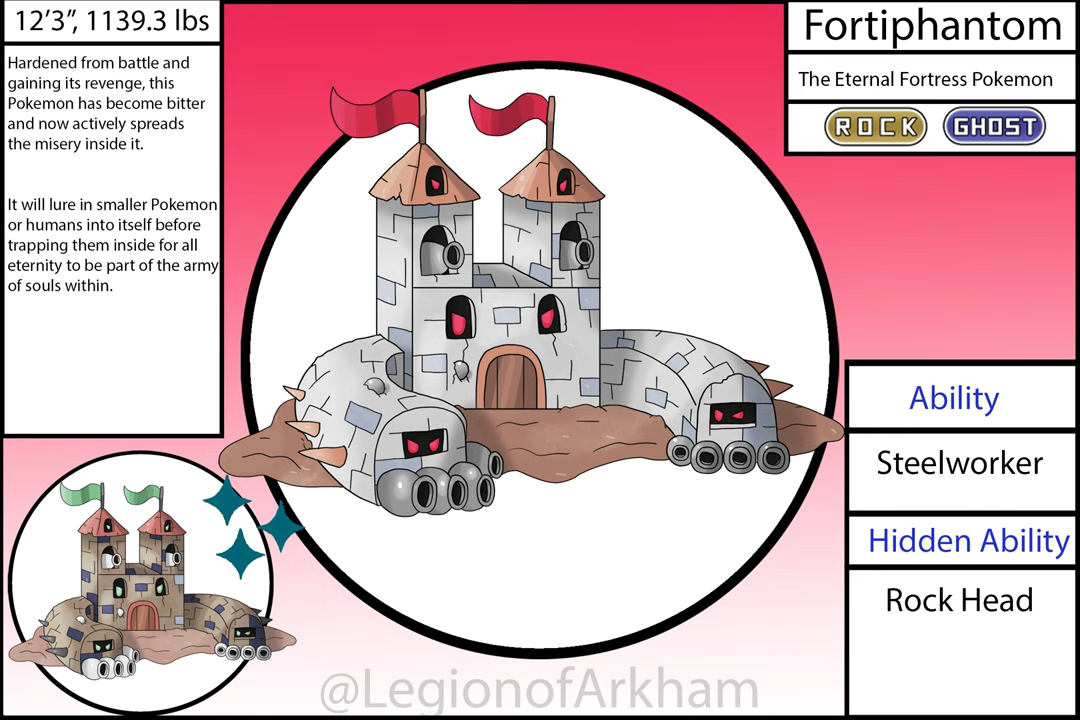 12’3”, 1139.3 lbs
Hardened from battle and
gaining its revenge, this
Pokemon has become bitter
and now actively spreads
the misery inside it.
It will lure in smaller Pokemon
or humans into itself before
trapping them inside for all
eternity to be part of the army
of souls within.
Fortiphantom
The Eternal Fortress Pokemon
ROCK GHOST
Ability
Steelworker
Hidden Ability
Rock Head
@LegionofArkham